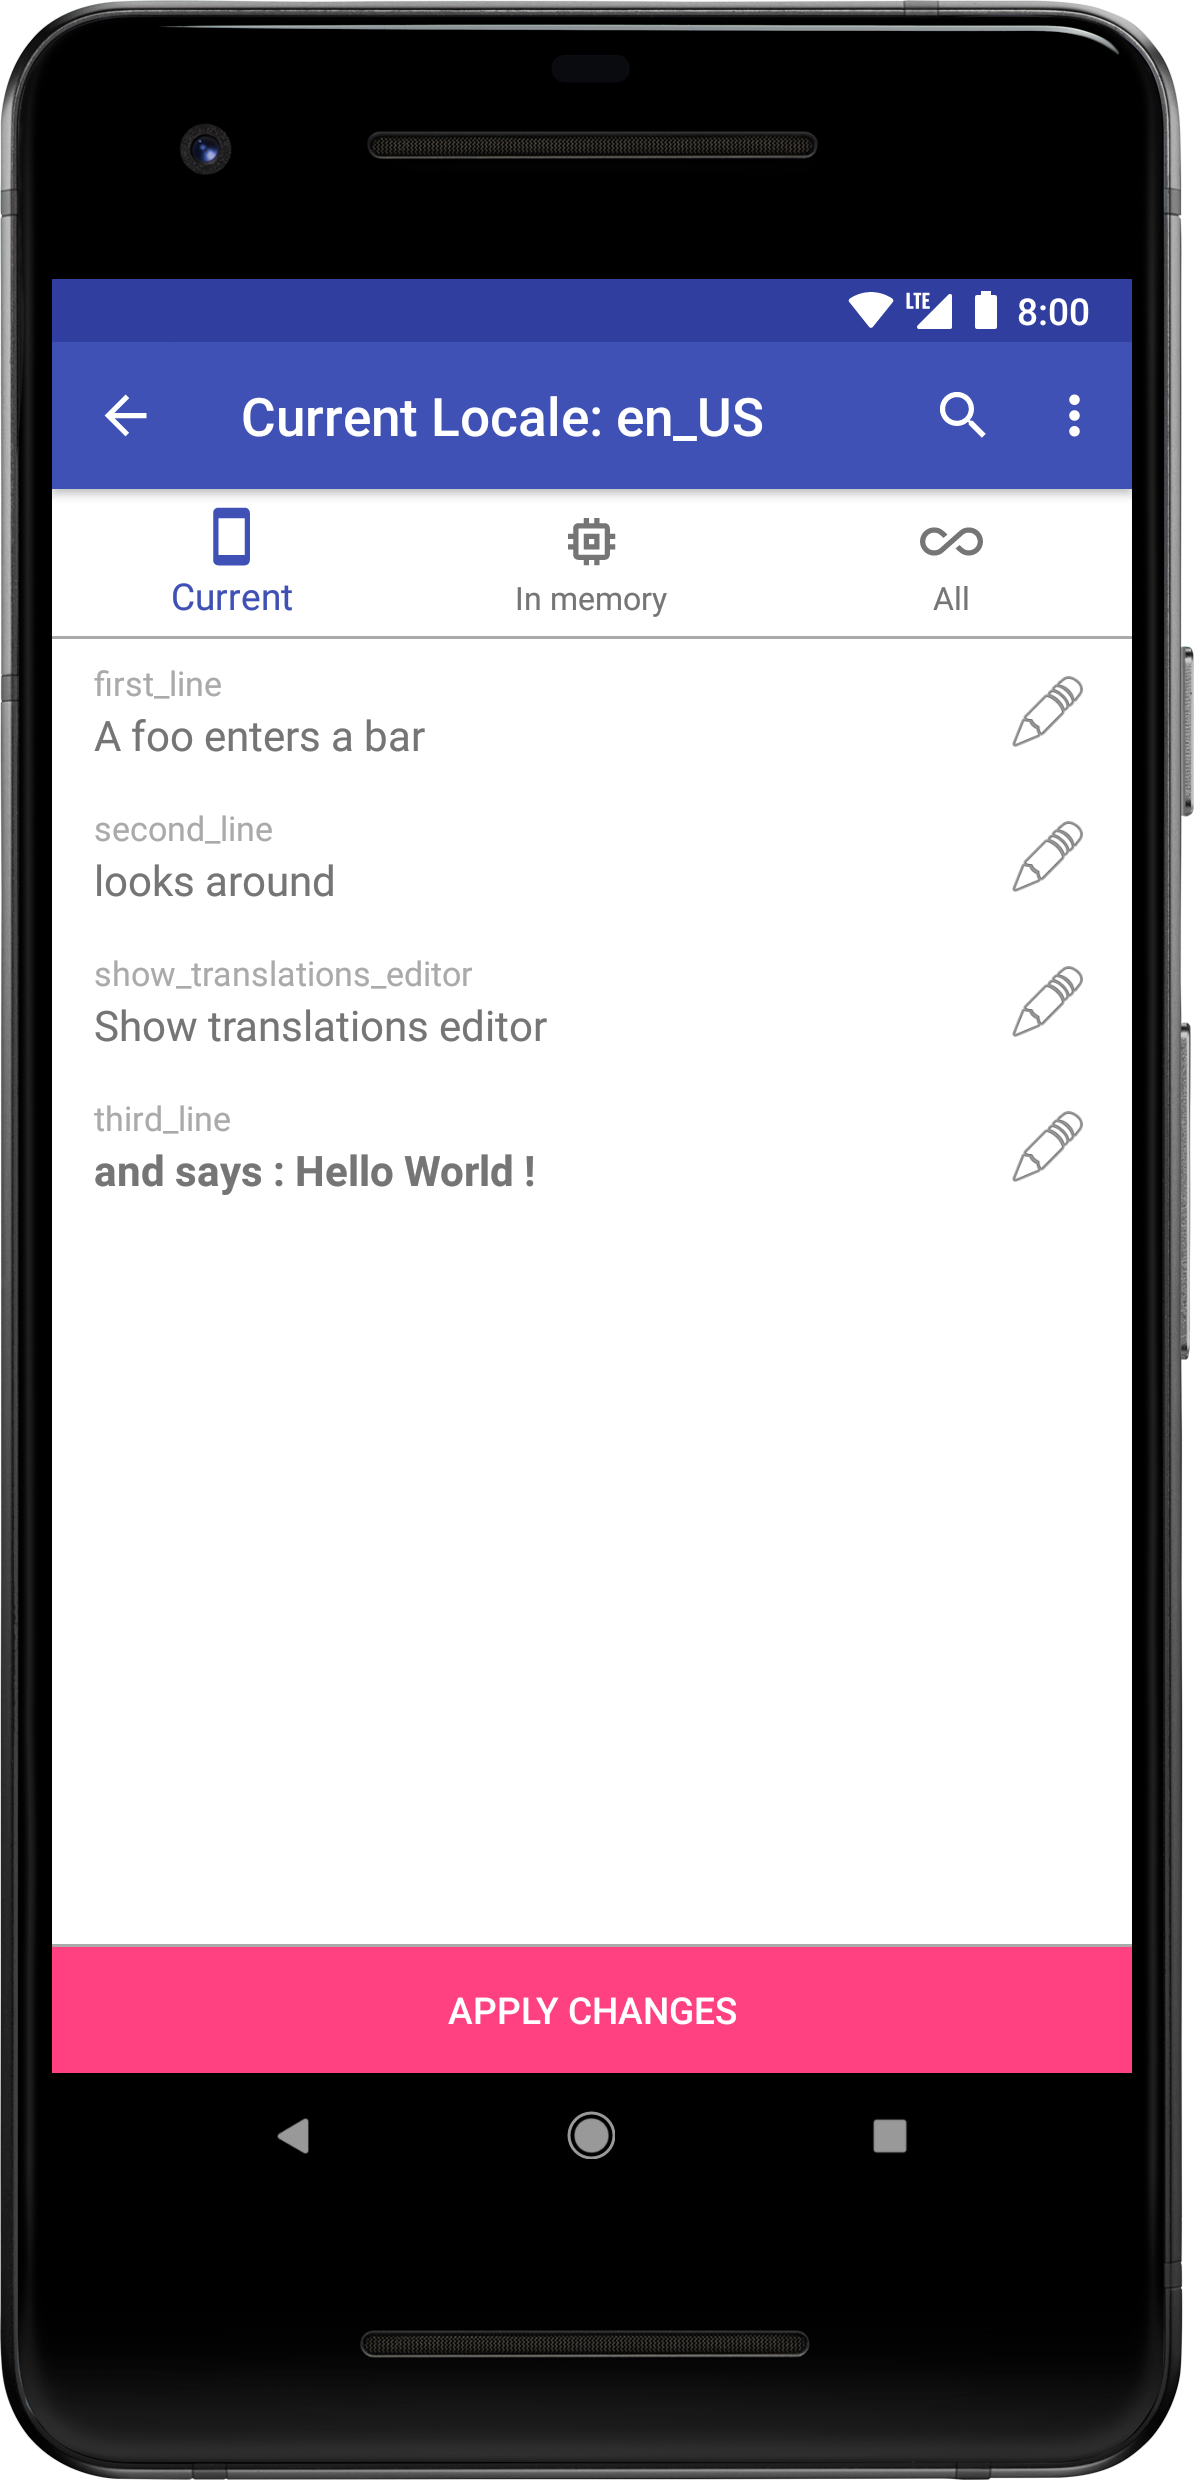 LTE 8:00
Current Locale: en_US
Current In memory All
first_line
A foo enters a bar
second_line
looks around
show_translations_editor
Show translations editor
third_line
and says : Hello World !
APPLY CHANGES